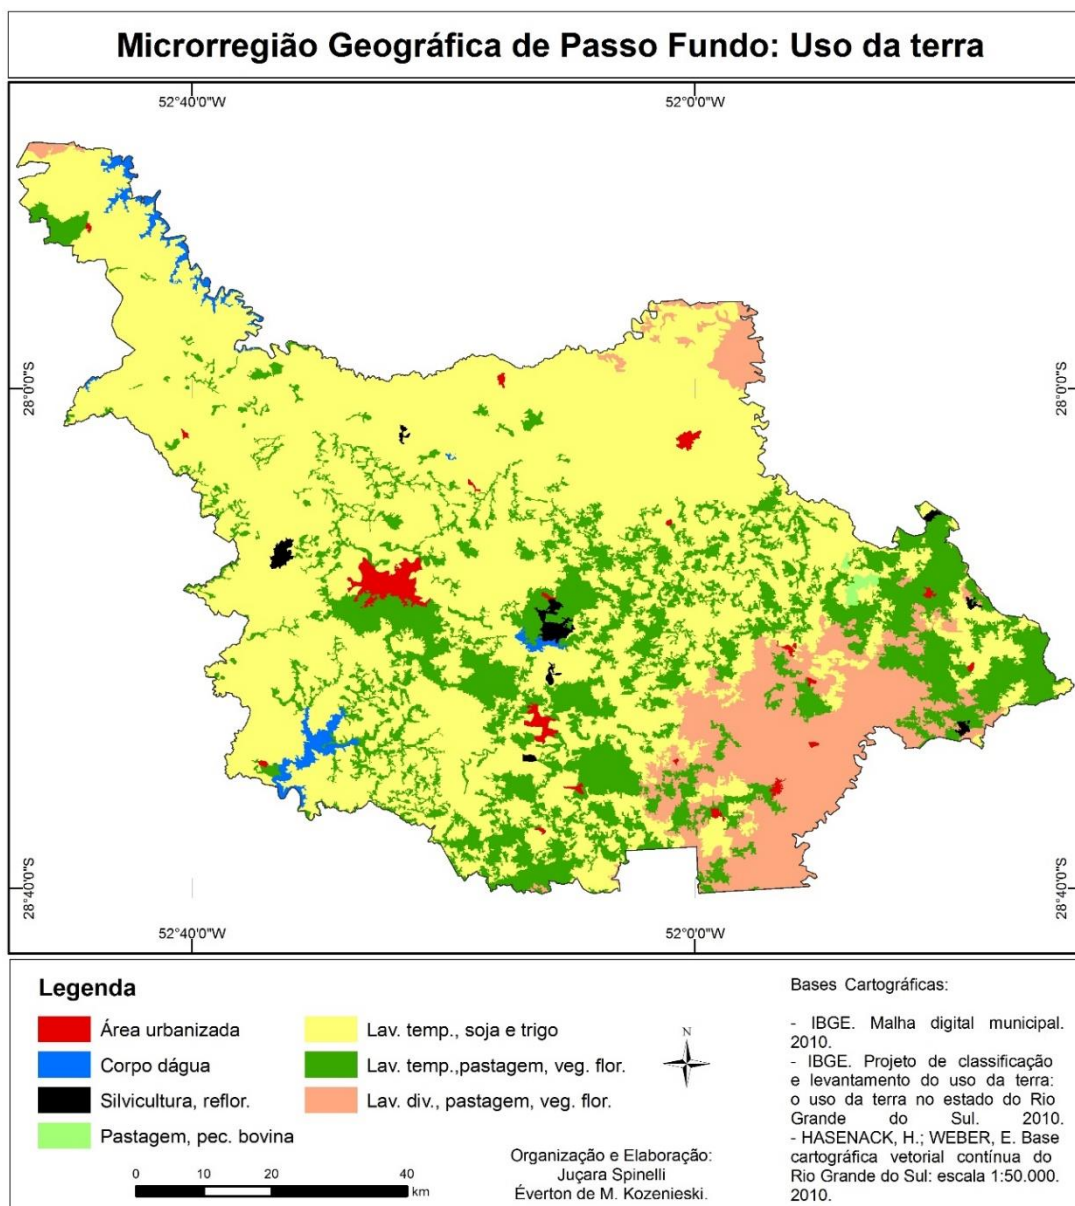 Microrregião Geográfica de Passo Fundo: Uso da terra
52°40'0"W
52°0'0"W
28°0'0"S
28°0'0"S
28°40'0"S
28°40'0"S
52°40'0"W
52°0'0"W
Legenda
Área urbanizada
Corpo dágua
Silvicultura, reflor.
Pastagem, pec. bovina
Lav. temp., soja e trigo
Lav. temp.,pastagem, veg. flor.
Lav. div., pastagem, veg. flor.
N
0 10 20 40
km
Organização e Elaboração:
Juçara Spinelli
Éverton de M. Kozenieski.
Bases Cartográficas:
- IBGE. Malha digital municipal.
2010.
- IBGE. Projeto de classificação
e levantamento do uso da terra:
o uso da terra no estado do Rio
Grande do Sul. 2010.
- HASENACK, H.; WEBER, E. Base
cartográfica vetorial contínua do
Rio Grande do Sul: escala 1:50.000.
2010.